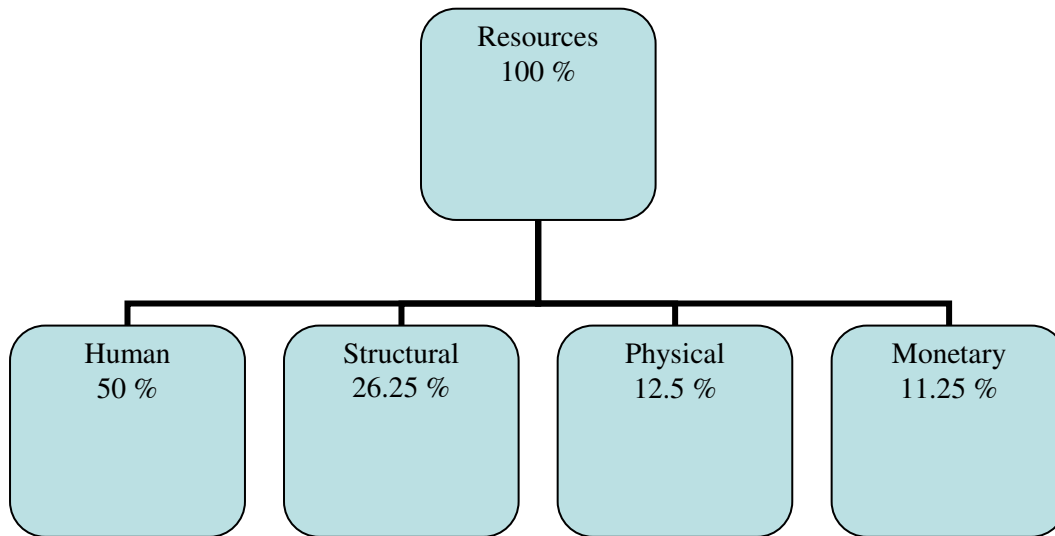 Resources
100 %
Human
50 %
Structural
26.25 %
Physical
12.5 %
Monetary
11.25 %